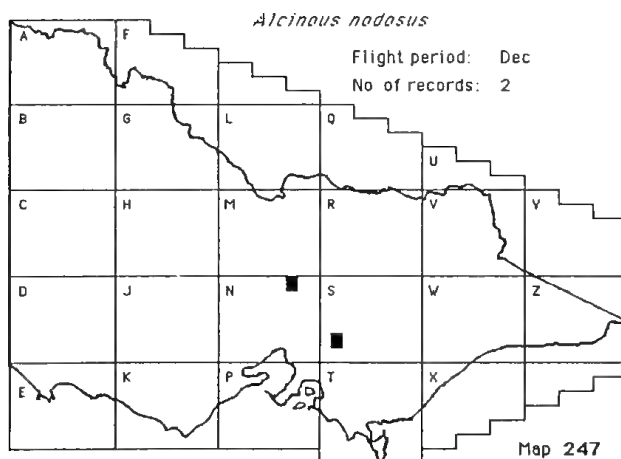 Alcinous nodosus
Flight period: Dec
No of records: 2
A F
B G L Q
U
C H M R V Y
D J N S W Z
E K P T X
Map 247